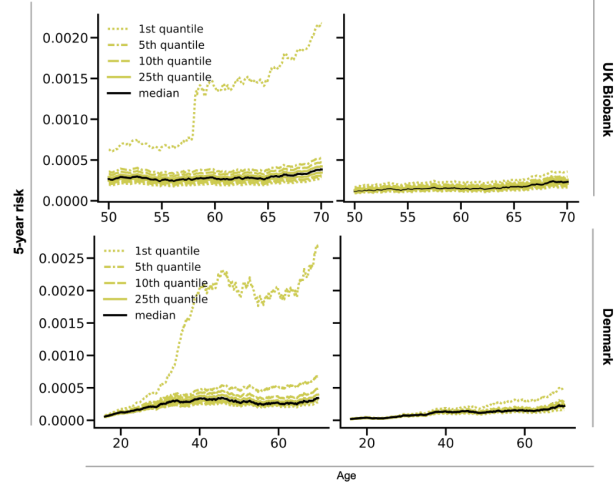 0.0020
0.0015
0.0010
0.0005
0.0000
1st quantile
5th quantile
10th quantile
25th quantile
median
50 55 60 65 70
50 55 60 65 70
UK Biobank
5-year risk
0.0025
0.0020
0.0015
0.0010
0.0005
0.0000
1st quantile
5th quantile
10th quantile
25th quantile
median
20 40 60
20 40 60
Denmark
Age